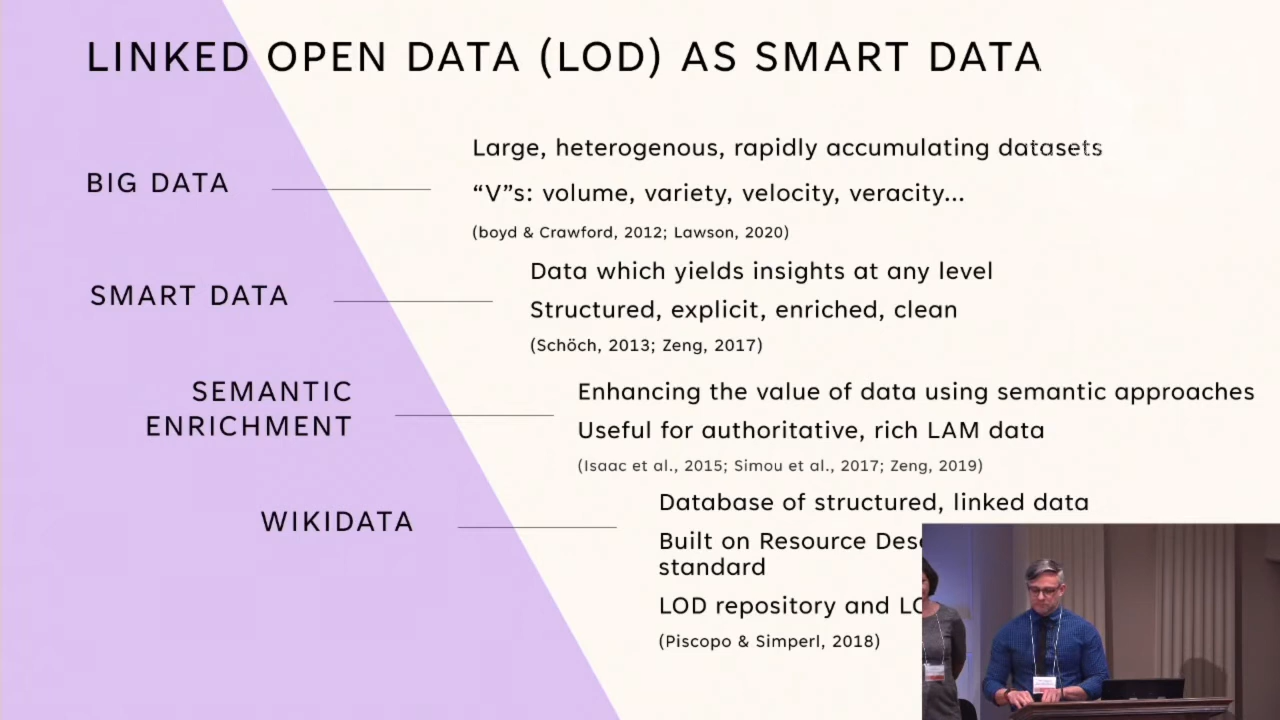 LINKED OPEN DATA (LOD) AS SMART DATA
BIG DATA
Large, heterogenous, rapidly accumulating datasets
“V”s: volume, variety, velocity, veracity...
(boyd & Crawford, 2012; Lawson, 2020)
SMART DATA
Data which yields insights at any level
Structured, explicit, enriched, clean
(Schöch, 2013; Zeng, 2017)
SEMANTIC
ENRICHMENT
Enhancing the value of data using semantic approaches
Useful for authoritative, rich LAM data
(Isaac et al., 2015; Simou et al., 2017; Zeng, 2019)
WIKIDATA
Database of structured, linked data
Built on Resource
standard
LOD repository and
(Piscopo & Simperl, 2018)